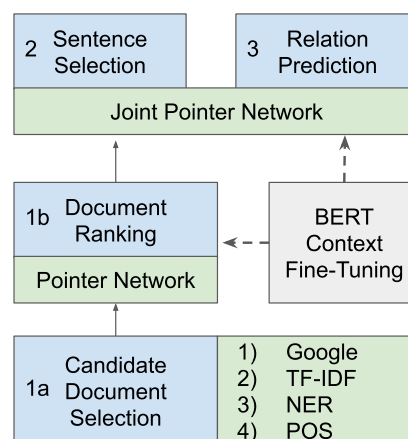 2 Sentence
Selection
3 Relation
Prediction
Joint Pointer Network
1b Document
Ranking
Pointer Network
BERT
Context
Fine-Tuning
1a Candidate
Document
Selection
1) Google
2) TF-IDF
3) NER
4) POS